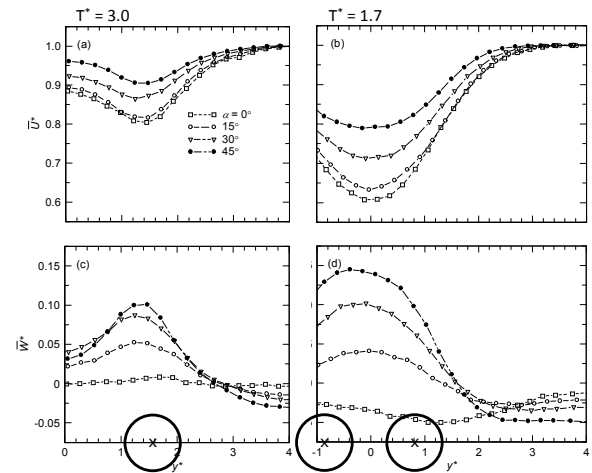 T* = 3.0
T* = 1.7
(a)
(b)
1.0
0.9
0.8
0.7
0.6
U̅*
α = 0°
15°
30°
45°
(c)
(d)
0.15
0.10
0.05
0.00
-0.05
W̅*
0 1 2 3 4
y*
-1 0 1 2 3 4
y*
x
x
x